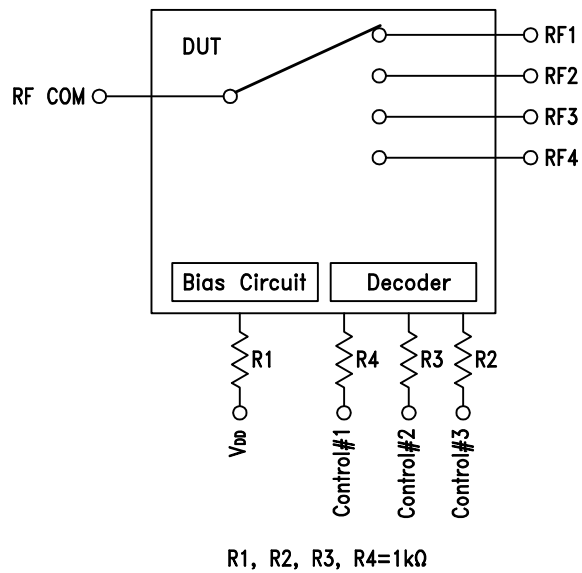 DUT
RF1
RF2
RF COM
RF3
RF4
Bias Circuit
Decoder
R1
R4
R3
R2
VDD
Control#1
Control#2
Control#3
R1, R2, R3, R4=1kΩ